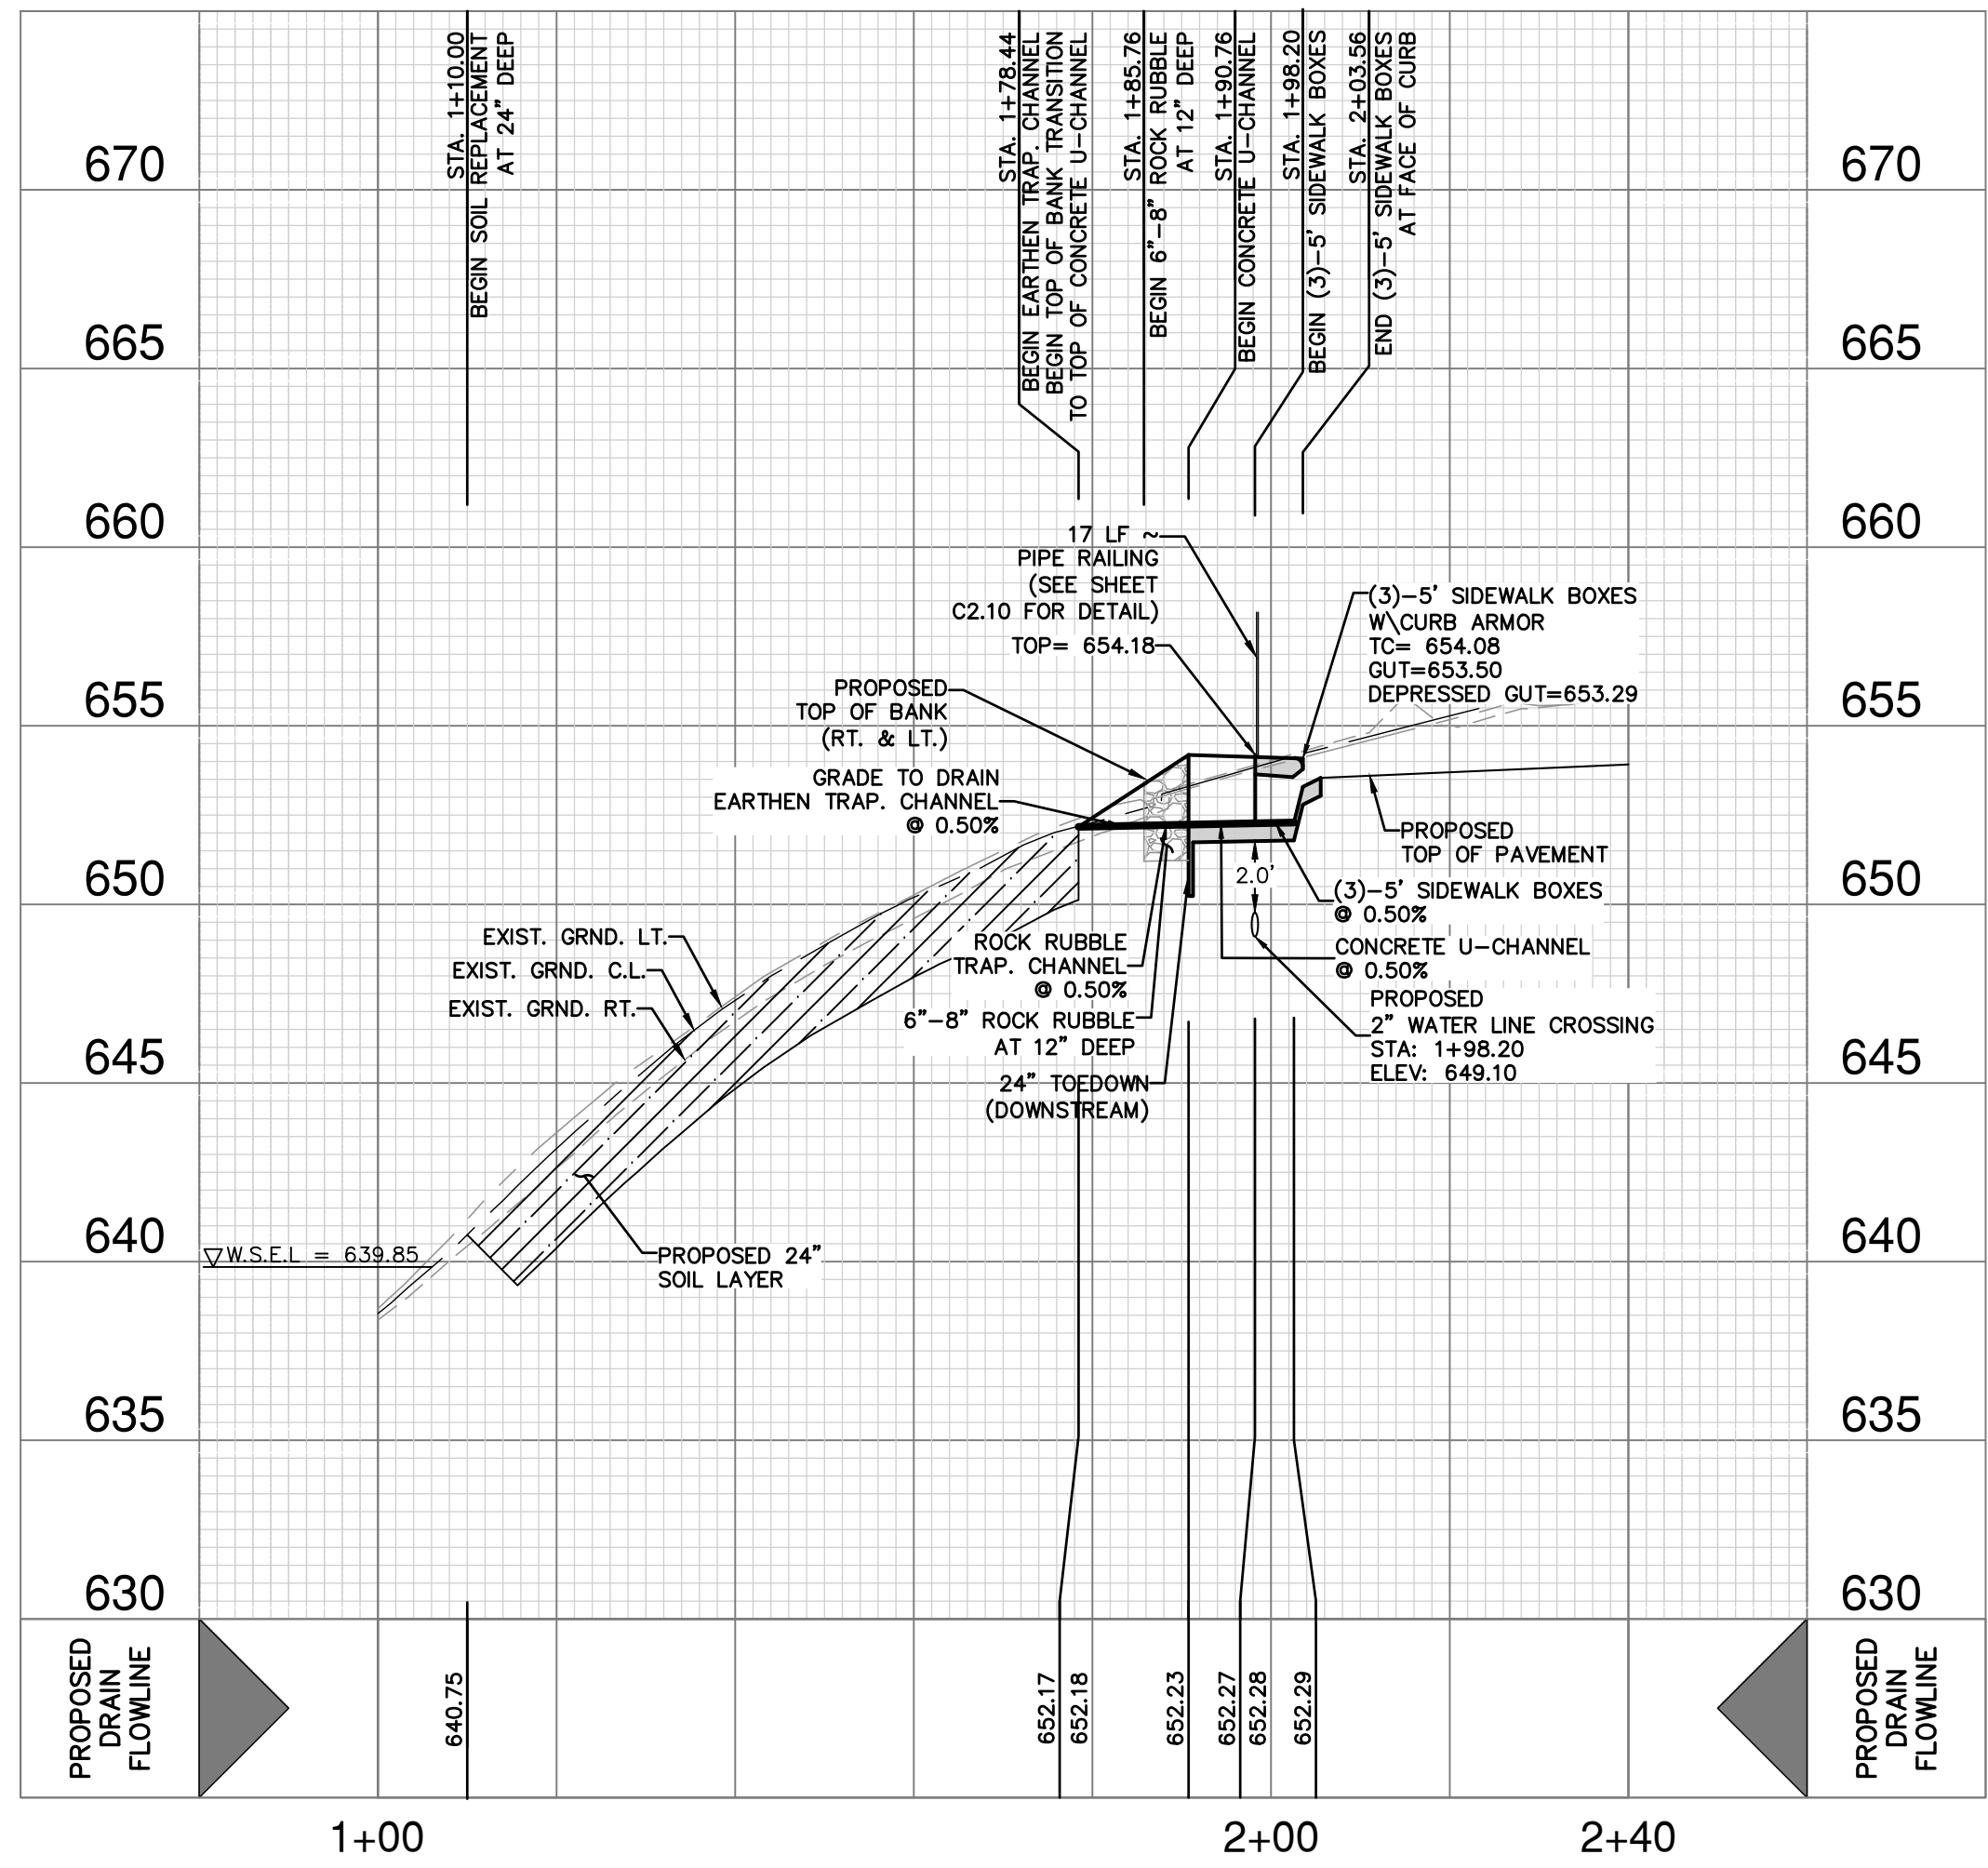 STA. 1+10.00
BEGIN SOIL REPLACEMENT
AT 24" DEEP
STA. 1+78.44
BEGIN EARTHEN TRAP. CHANNEL
BEGIN TOP OF BANK TRANSITION
TO TOP OF CONCRETE U-CHANNEL
STA. 1+85.76
BEGIN 6"-8" ROCK RUBBLE
AT 12" DEEP
STA. 1+90.76
BEGIN CONCRETE U-CHANNEL
STA. 1+98.20
BEGIN (3)-5' SIDEWALK BOXES
STA. 2+03.56
END (3)-5' SIDEWALK BOXES
AT FACE OF CURB
670
670
665
665
660
660
655
655
650
650
645
645
640
640
635
635
630
630
17 LF ~
PIPE RAILING
(SEE SHEET
C2.10 FOR DETAIL)
TOP= 654.18
PROPOSED
TOP OF BANK
(RT. & LT.)
GRADE TO DRAIN
EARTHEN TRAP. CHANNEL
@ 0.50%
(3)-5' SIDEWALK BOXES
W\CURB ARMOR
TC= 654.08
GUT=653.50
DEPRESSED GUT=653.29
PROPOSED
TOP OF PAVEMENT
2.0'
(3)-5' SIDEWALK BOXES
@ 0.50%
CONCRETE U-CHANNEL
@ 0.50%
PROPOSED
2" WATER LINE CROSSING
STA: 1+98.20
ELEV: 649.10
EXIST. GRND. LT.
EXIST. GRND. C.L.
EXIST. GRND. RT.
ROCK RUBBLE
TRAP. CHANNEL
@ 0.50%
6"-8" ROCK RUBBLE
AT 12" DEEP
24" TOEDOWN
(DOWNSTREAM)
W.S.E.L = 639.85
PROPOSED 24"
SOIL LAYER
PROPOSED
DRAIN
FLOWLINE
640.75
652.17
652.18
652.23
652.27
652.28
652.29
PROPOSED
DRAIN
FLOWLINE
1+00
2+00
2+40